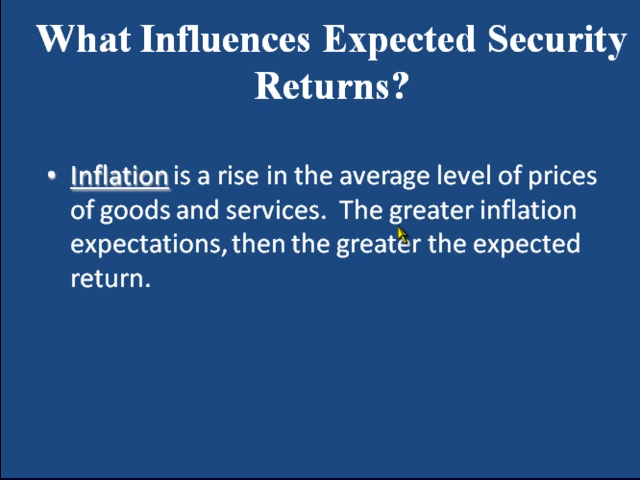 What Influences Expected Security
Returns?
• Inflation is a rise in the average level of prices
of goods and services.  The greater inflation
expectations, then the greater the expected
return.